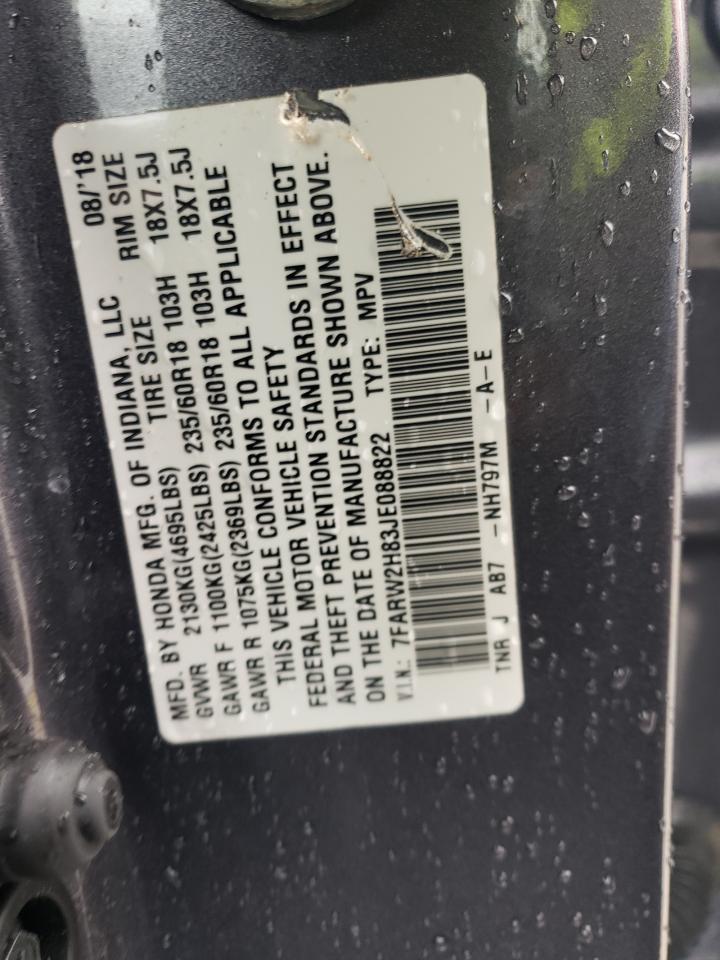 MFD. BY HONDA MFG. OF INDIANA, LLC 08/'18
GVWR 2130KG(4695LBS) TIRE SIZE RIM SIZE
GAWR F 1100KG(2425LBS) 235/60R18 103H 18X7.5J
GAWR R 1075KG(2369LBS) 235/60R18 103H 18X7.5J
THIS VEHICLE CONFORMS TO ALL APPLICABLE
FEDERAL MOTOR VEHICLE SAFETY
AND THEFT PREVENTION STANDARDS IN EFFECT
ON THE DATE OF MANUFACTURE SHOWN ABOVE.
V.I.N.: 7FARW2H83JE088822 TYPE: MPV
TNR J AB7 -NH797M -A-E